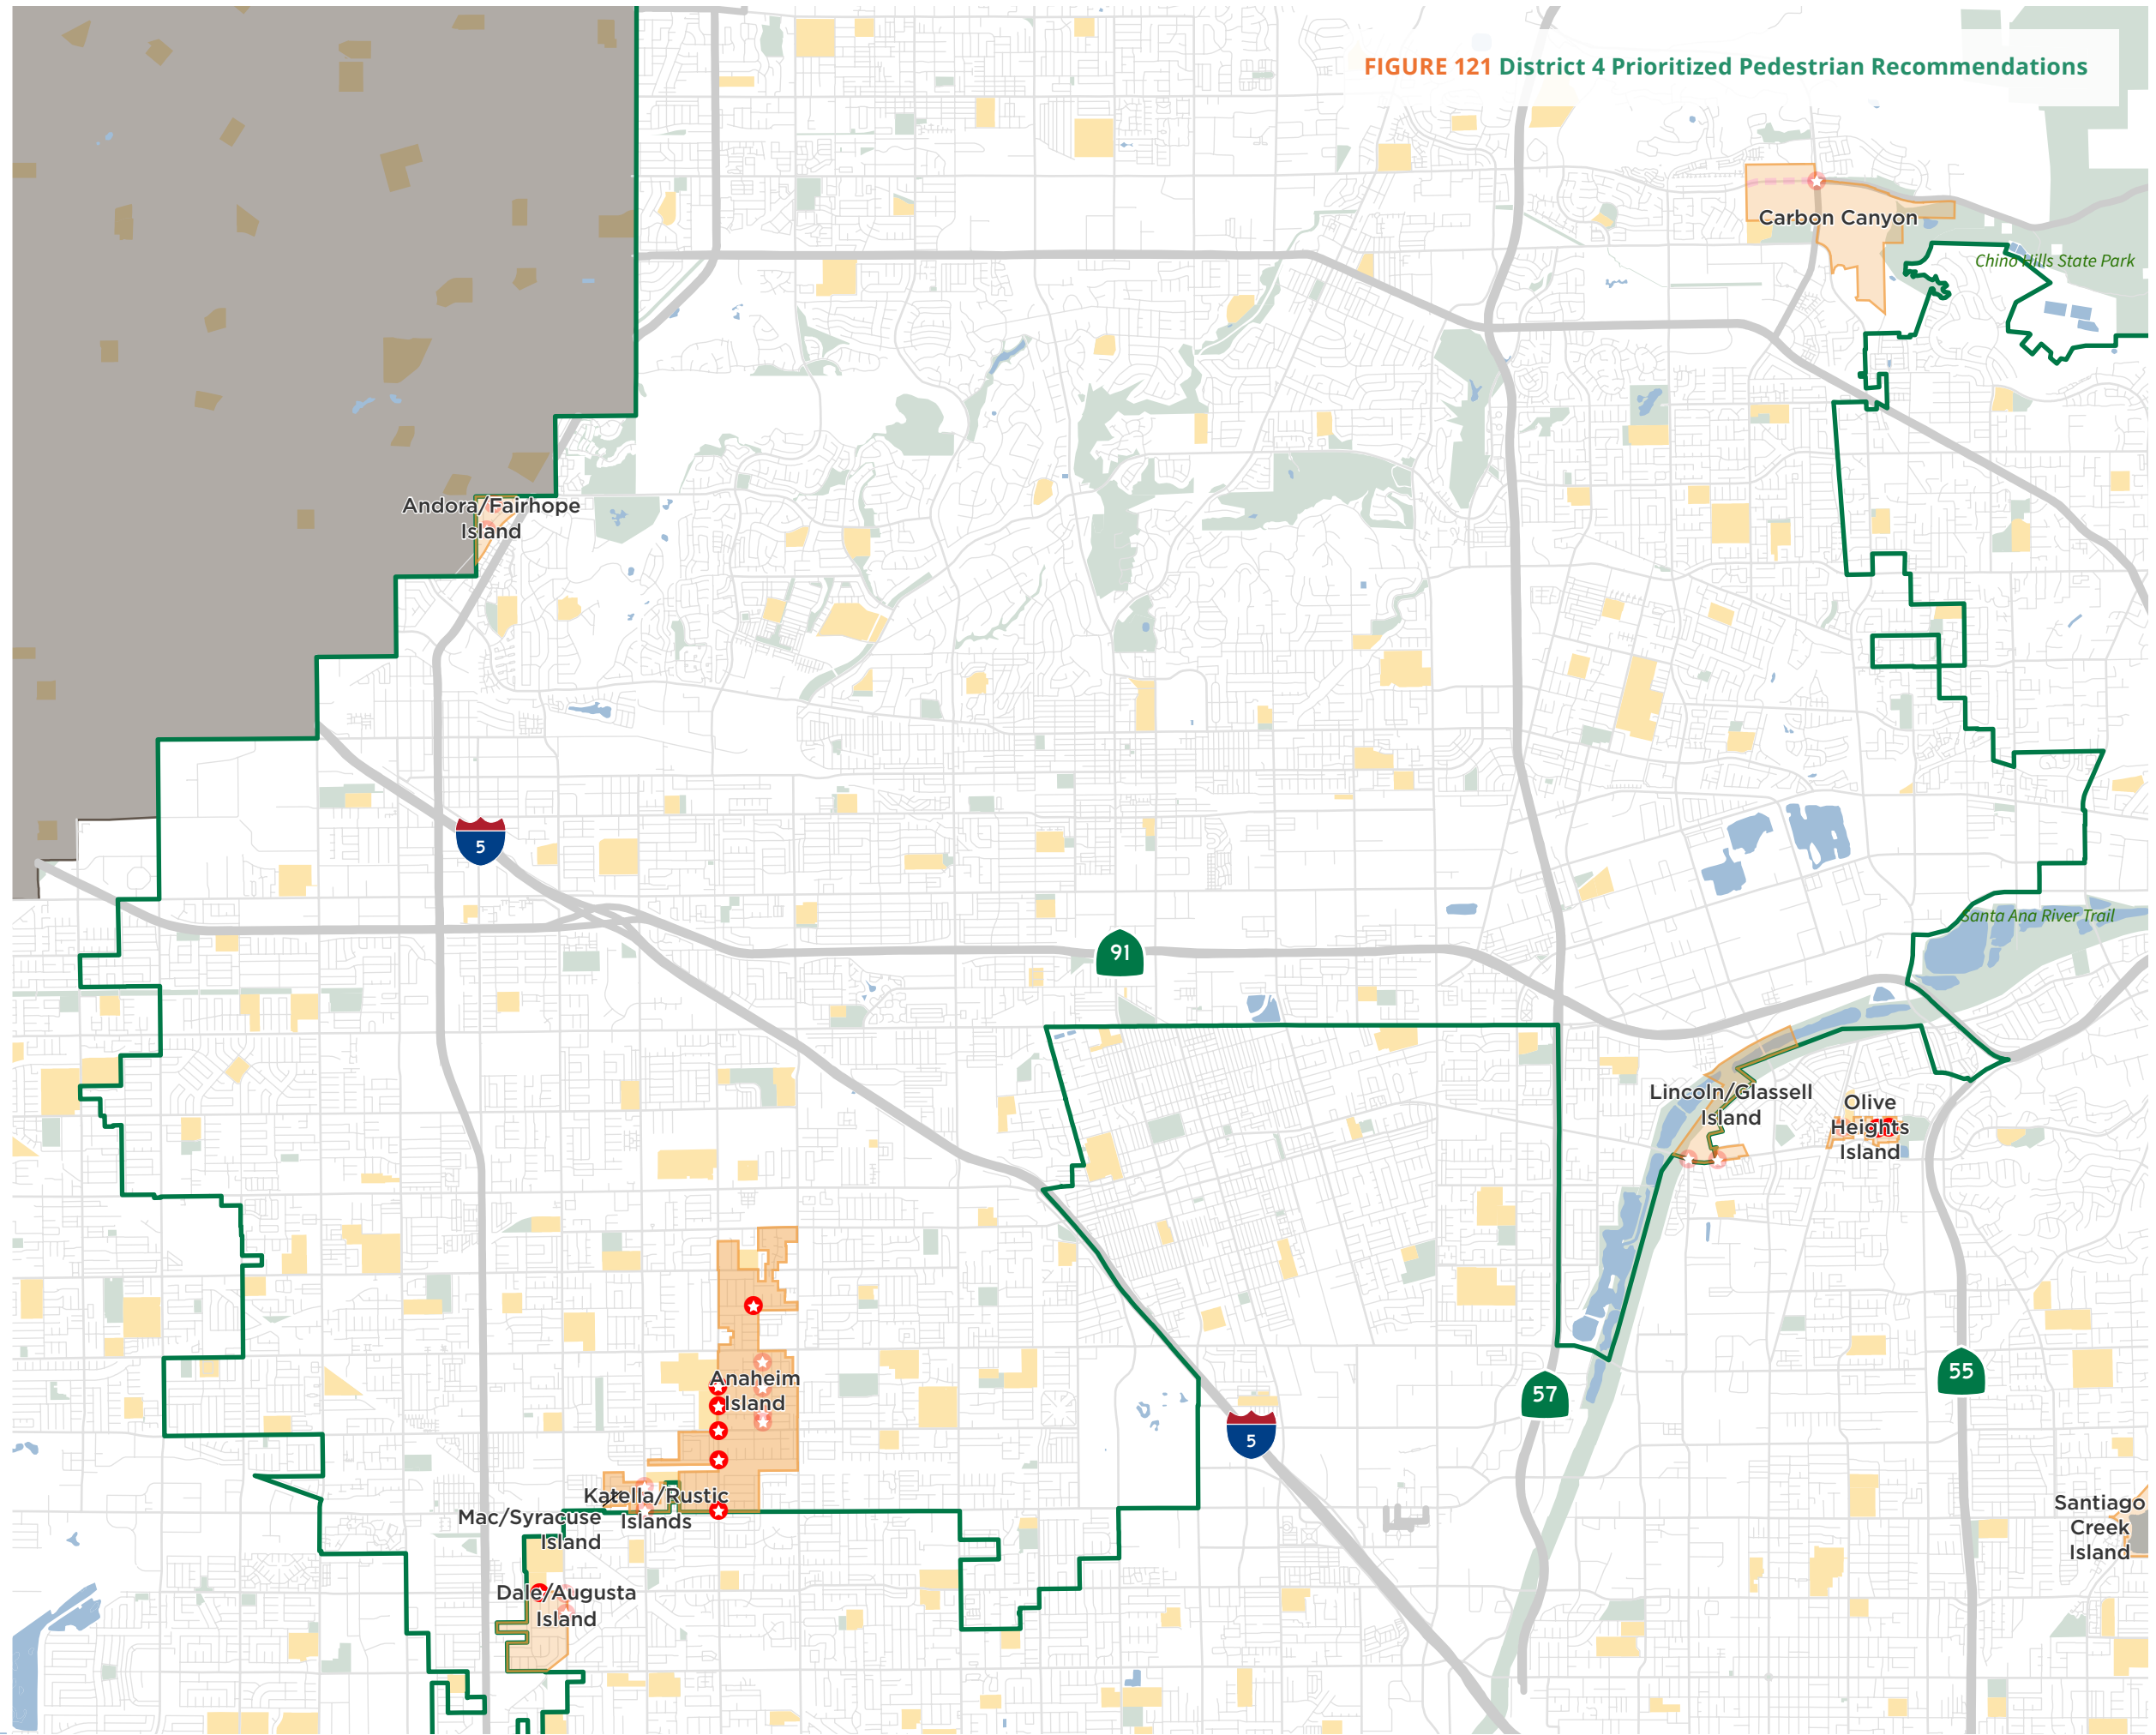 FIGURE 121 District 4 Prioritized Pedestrian Recommendations
Carbon Canyon
Chino Hills State Park
Andora/Fairhope
Island
5
Santa Ana River Trail
91
Lincoln/Glassell
Island
Olive
Heights
Island
Anaheim
Island
55
57
5
Katella/Rustic
Islands
Mac/Syracuse
Island
Santiago
Creek
Island
Dale/Augusta
Island